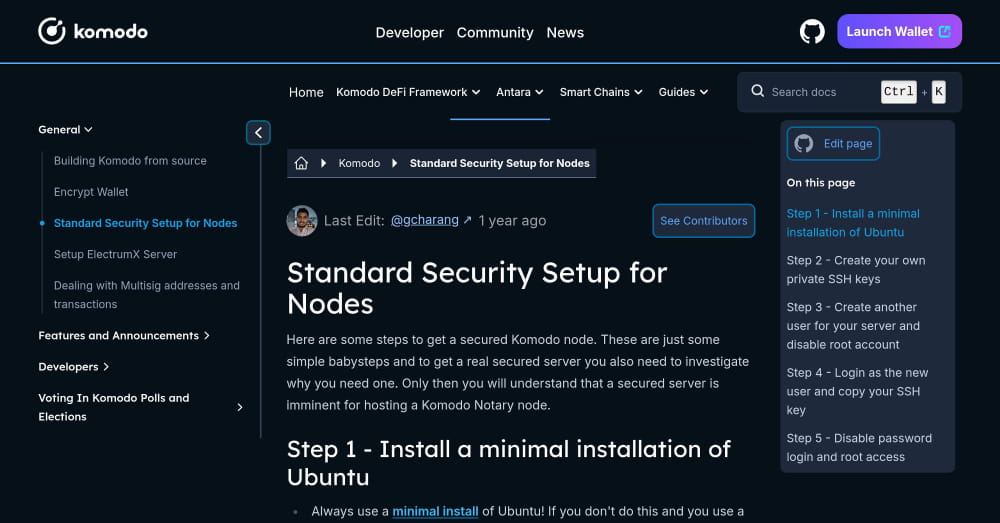 komodo
Developer Community News
Launch Wallet
Home Komodo DeFi Framework Antara Smart Chains Guides
Search docs Ctrl + K
General
Building Komodo from source
Encrypt Wallet
Standard Security Setup for Nodes
Setup ElectrumX Server
Dealing with Multisig addresses and
transactions
Features and Announcements
Developers
Voting In Komodo Polls and
Elections
Komodo Standard Security Setup for Nodes
Last Edit: @gcharang ↗ 1 year ago
See Contributors
Standard Security Setup for
Nodes
Here are some steps to get a secured Komodo node. These are just some
simple babysteps and to get a real secured server you also need to investigate
why you need one. Only then you will understand that a secured server is
imminent for hosting a Komodo Notary node.
Step 1 - Install a minimal installation of
Ubuntu
• Always use a minimal install of Ubuntu! If you don't do this and you use a
Edit page
On this page
Step 1 - Install a minimal
installation of Ubuntu
Step 2 - Create your own
private SSH keys
Step 3 - Create another
user for your server and
disable root account
Step 4 - Login as the new
user and copy your SSH
key
Step 5 - Disable password
login and root access